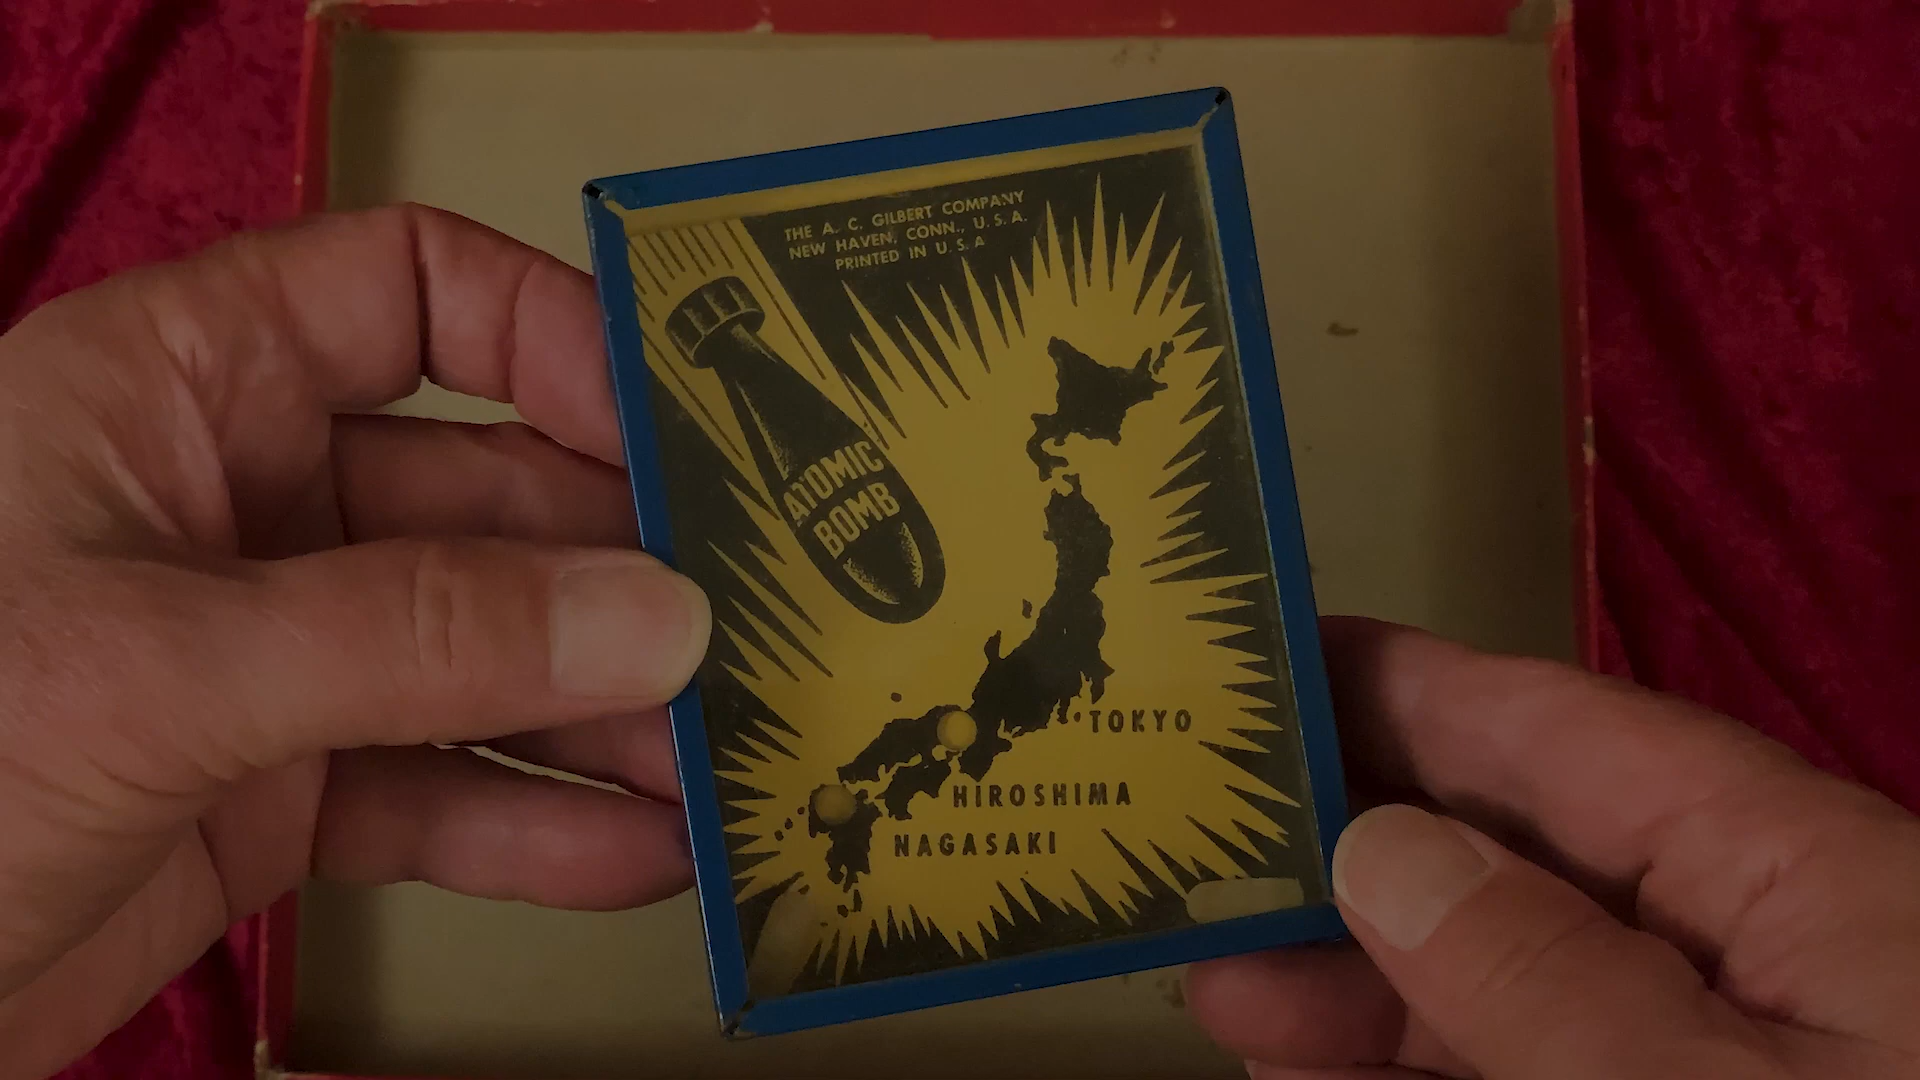 THE A. C. GILBERT COMPANY
NEW HAVEN, CONN., U. S. A.
PRINTED IN U. S. A
ATOMIC
BOMB
TOKYO
HIROSHIMA
NAGASAKI